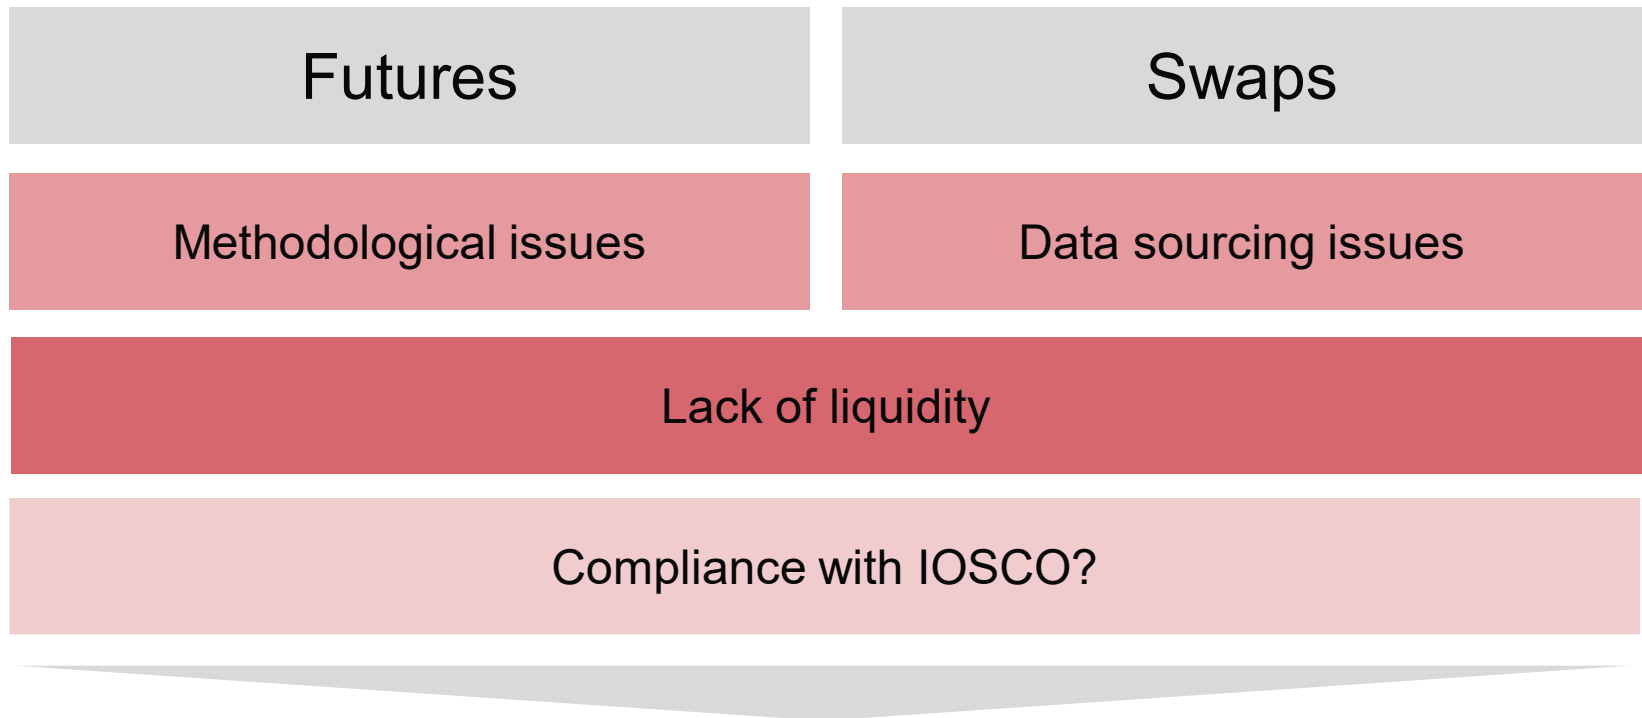 Futures
Swaps
Methodological issues
Data sourcing issues
Lack of liquidity
Compliance with IOSCO?